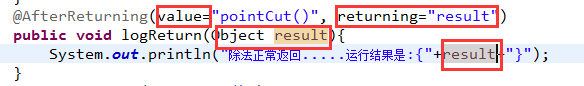 @AfterReturning(value="pointCut()", returning="result")
public void logReturn(Object result){
System.out.println("除法正常返回.....运行结果是:{"+result+"}");
}